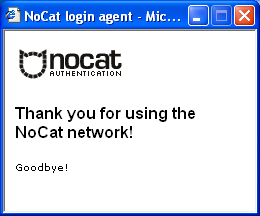 NoCat login agent - Mic...
nocat
AUTHENTICATION
Thank you for using the
NoCat network!
Goodbye!